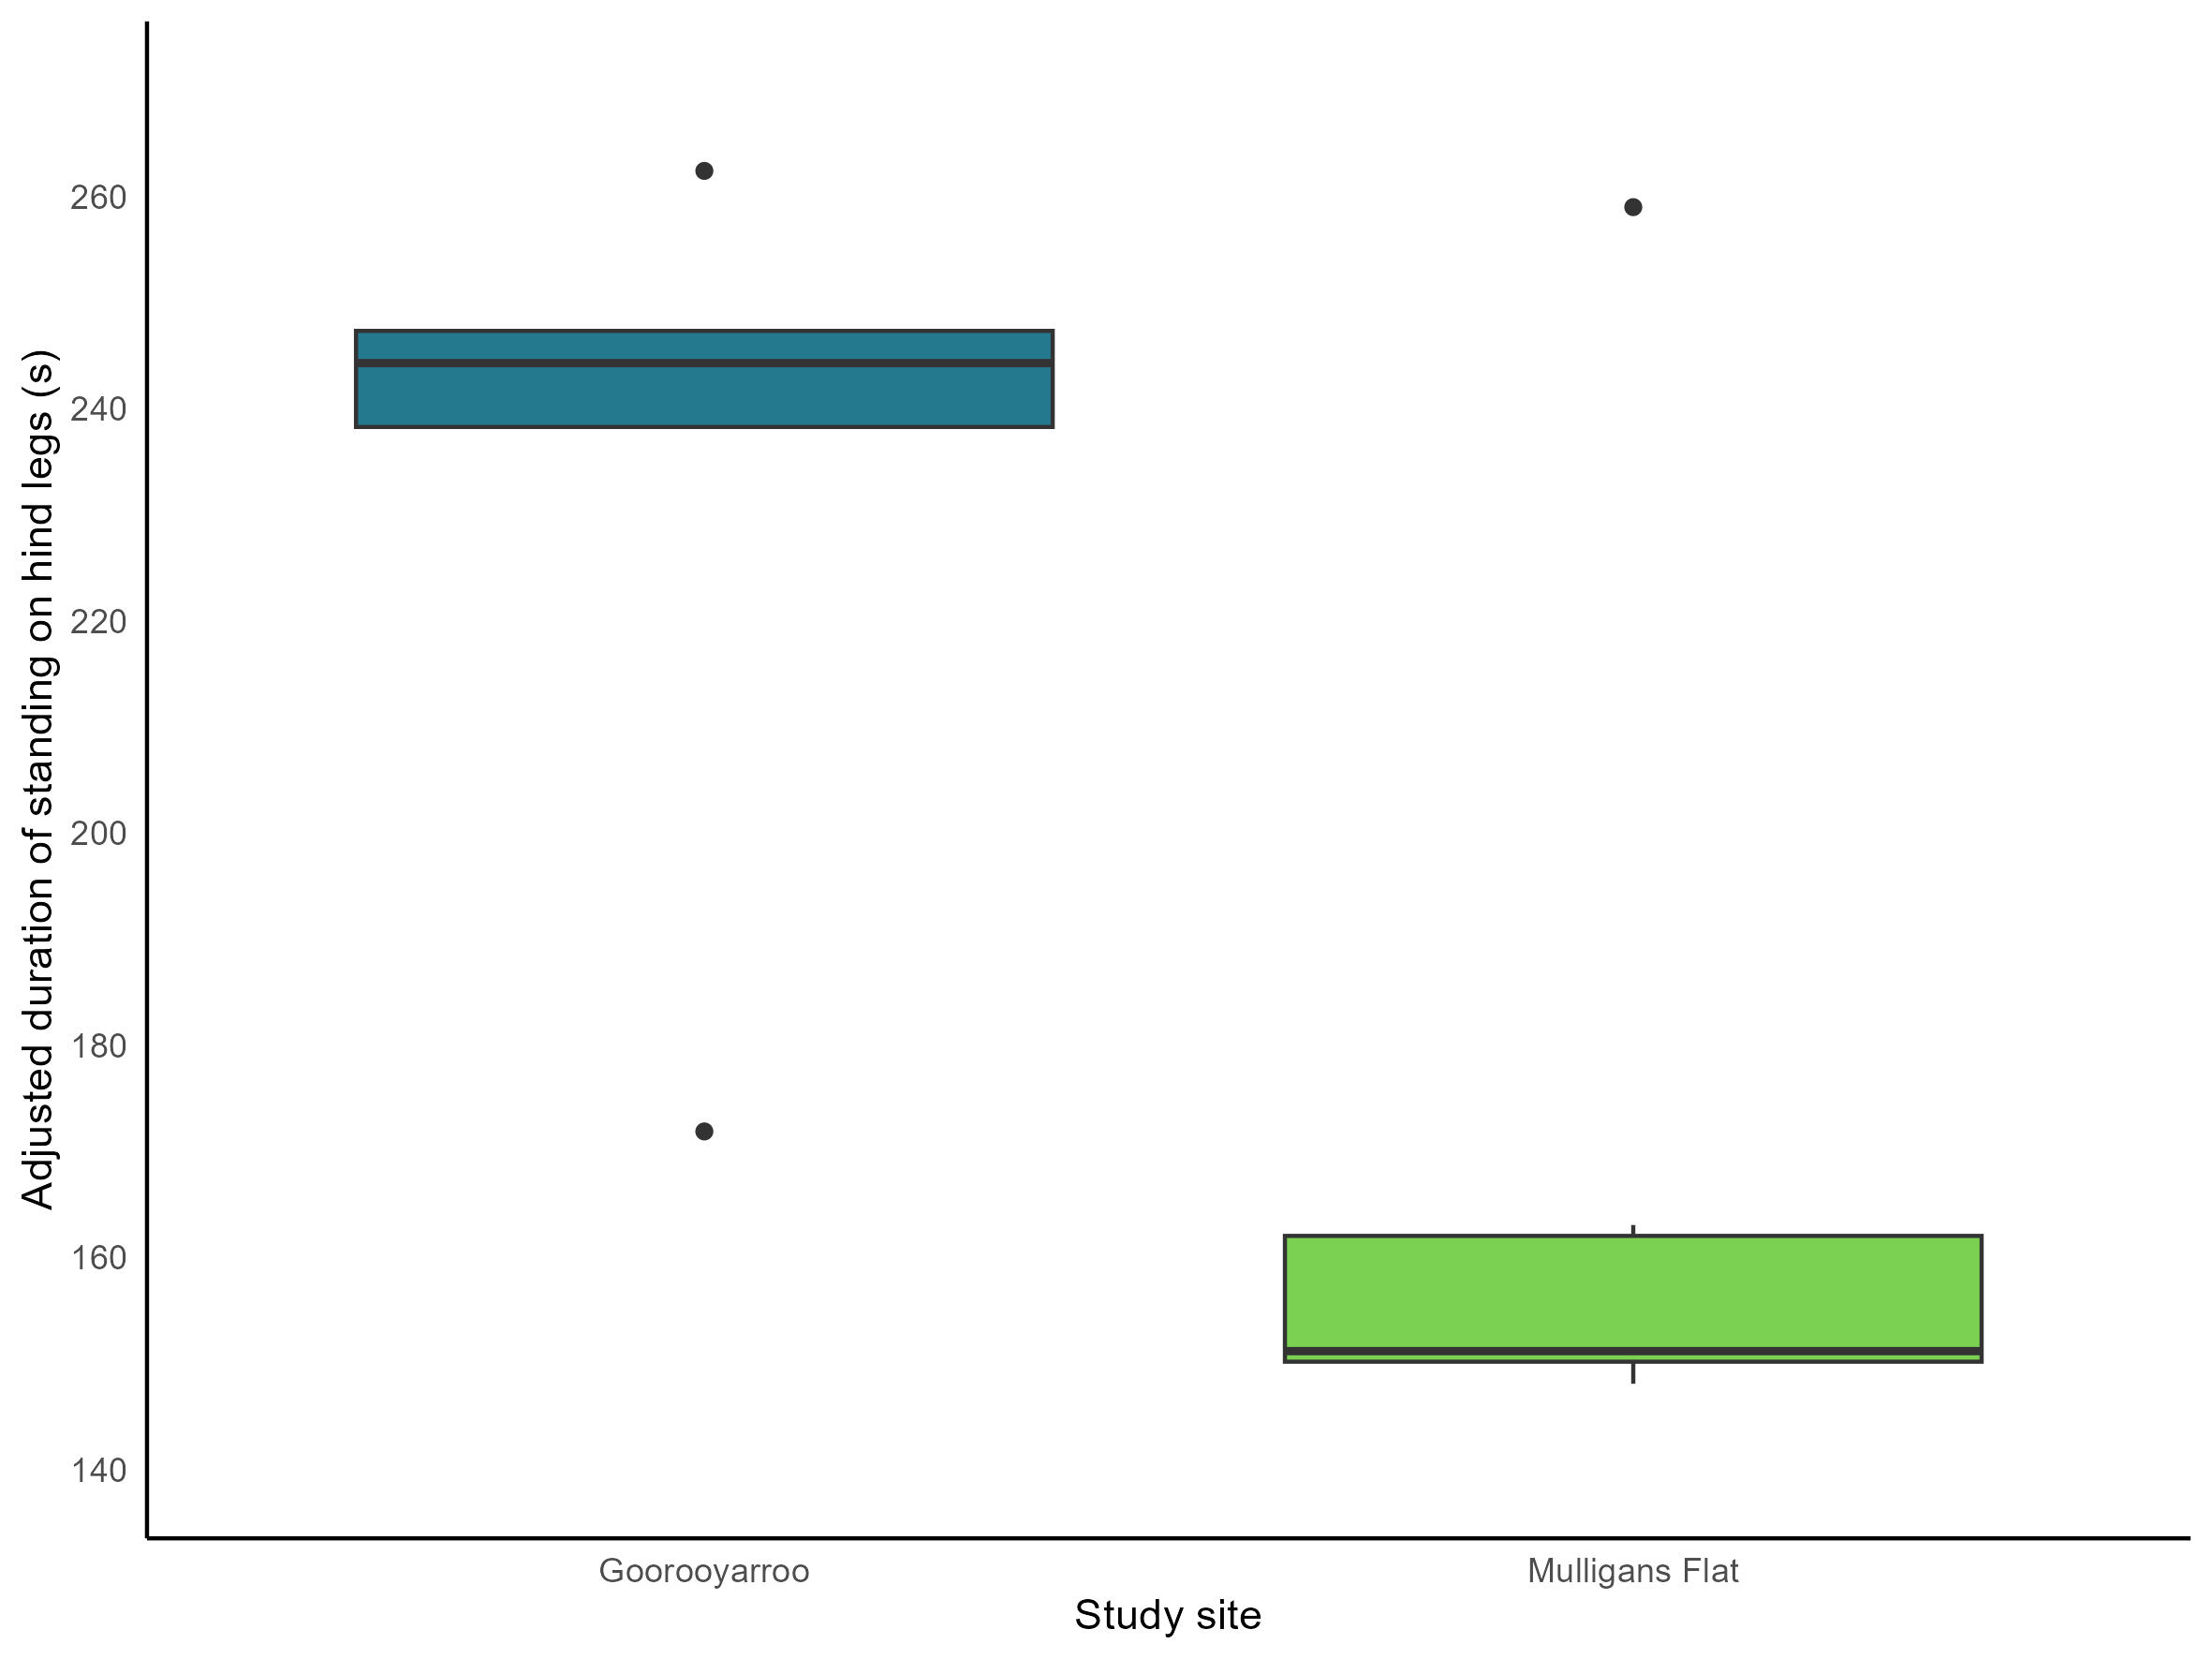 Adjusted duration of standing on hind legs (s)
260
240
220
200
180
160
140
Goorooyarroo
Mulligans Flat
Study site